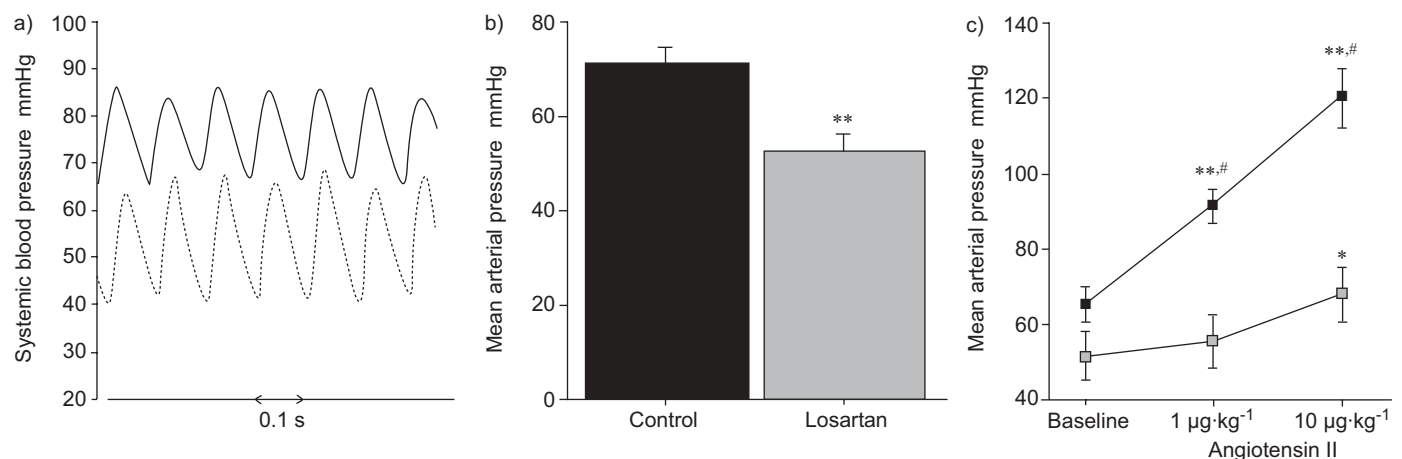 a)
Systemic blood pressure mmHg
100
90
80
70
60
50
40
30
20
0.1 s
b)
Mean arterial pressure mmHg
80
60
40
20
0
**
Control
Losartan
c)
Mean arterial pressure mmHg
140
120
100
80
60
40
**,#
**,#
*
Baseline
1 µg·kg-1
10 µg·kg-1
Angiotensin II